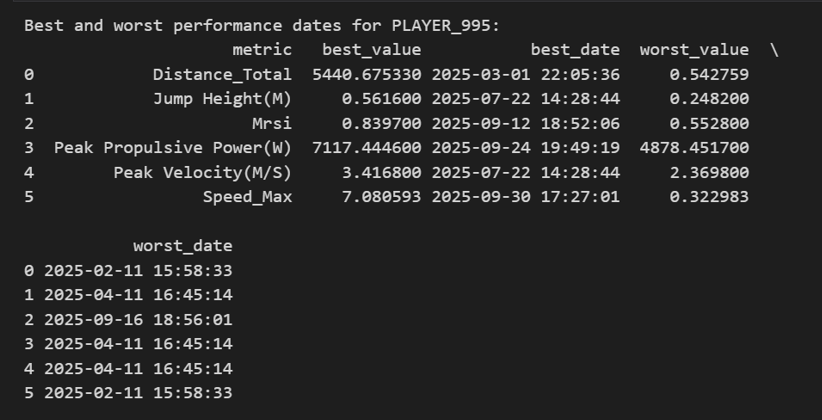 Best and worst performance dates for PLAYER_995:
metric best_value best_date worst_value \
0 Distance_Total 5440.675330 2025-03-01 22:05:36 0.542759
1 Jump Height(M) 0.561600 2025-07-22 14:28:44 0.248200
2 Mrsi 0.839700 2025-09-12 18:52:06 0.552800
3 Peak Propulsive Power(W) 7117.444600 2025-09-24 19:49:19 4878.451700
4 Peak Velocity(M/S) 3.416800 2025-07-22 14:28:44 2.369800
5 Speed_Max 7.080593 2025-09-30 17:27:01 0.322983
worst_date
0 2025-02-11 15:58:33
1 2025-04-11 16:45:14
2 2025-09-16 18:56:01
3 2025-04-11 16:45:14
4 2025-04-11 16:45:14
5 2025-02-11 15:58:33